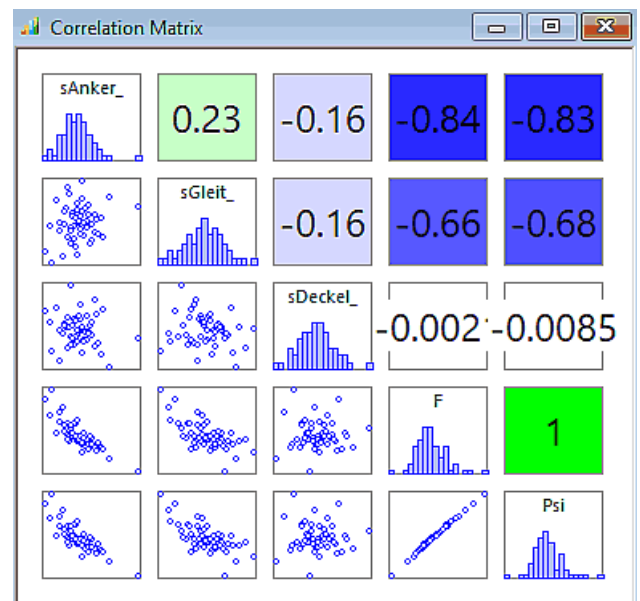 Correlation Matrix
sAnker_
0.23
-0.16
-0.84
-0.83
sGleit_
-0.16
-0.66
-0.68
sDeckel_
-0.002
-0.0085
F
1
Psi